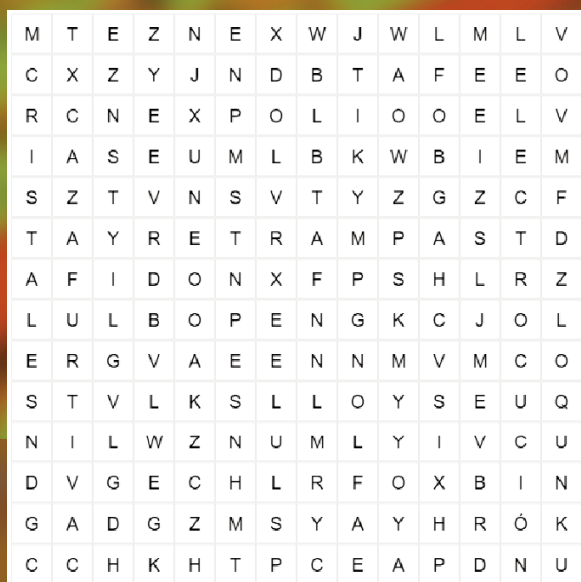 M T E Z N E X W J W L M L V
C X Z Y J N D B T A F E E O
R C N E X P O L I O O E L V
I A S E U M L B K W B I E M
S Z T V N S V T Y Z G Z C F
T A Y R E T R A M P A S T D
A F I D O N X F P S H L R Z
L U L B O P E N G K C J O L
E R G V A E E N N M V M C O
S T V L K S L L O Y S E U Q
N I L W Z N U M L Y I V C U
D V G E C H L R F O X B I N
G A D G Z M S Y A Y H R Ó K
C C H K H T P C E A P D N U